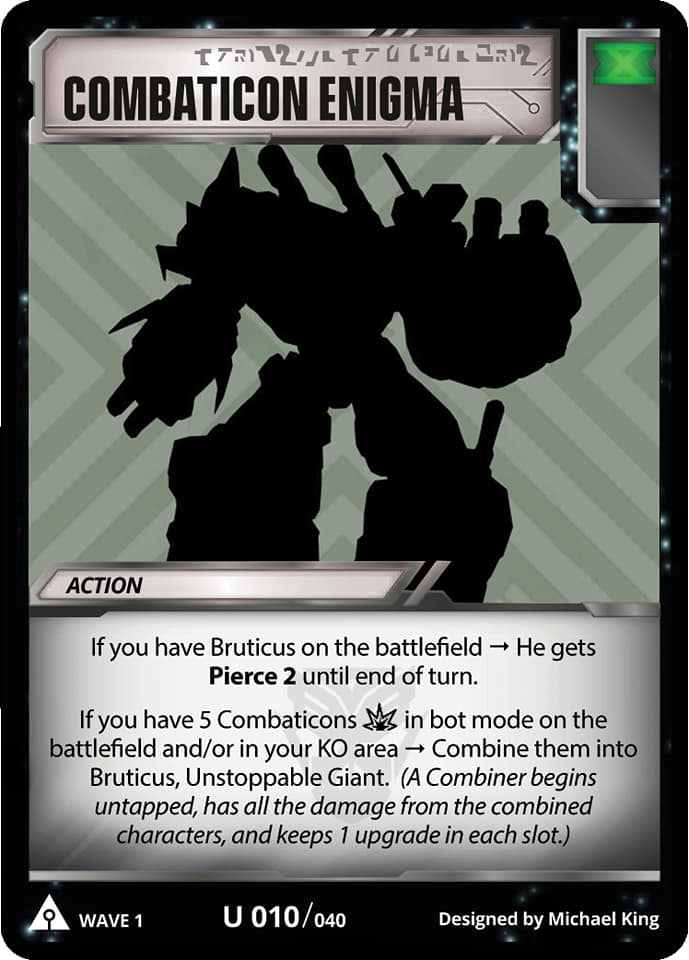 COMBATICON ENIGMA
ACTION
If you have Bruticus on the battlefield → He gets
Pierce 2 until end of turn.
If you have 5 Combaticons in bot mode on the
battlefield and/or in your KO area → Combine them into
Bruticus, Unstoppable Giant. (A Combiner begins
untapped, has all the damage from the combined
characters, and keeps 1 upgrade in each slot.)
WAVE 1
U 010/040
Designed by Michael King